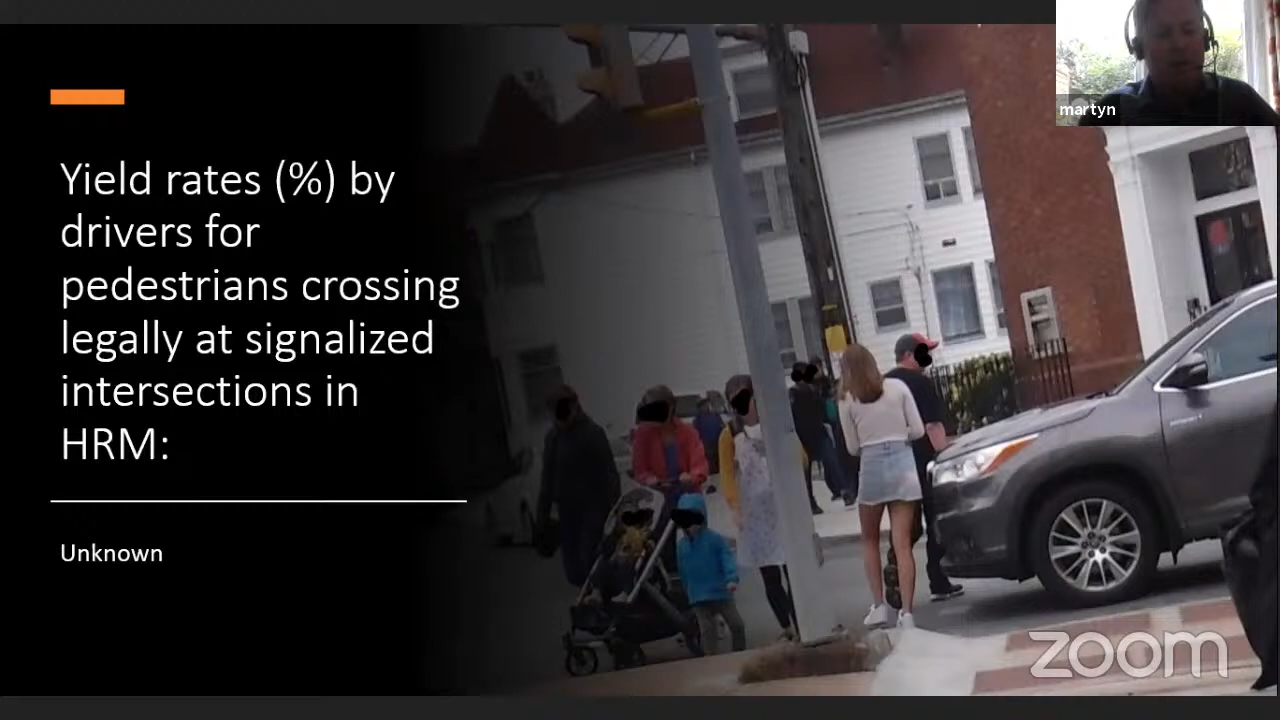 martyn
Yield rates (%) by
drivers for
pedestrians crossing
legally at signalized
intersections in
HRM:
Unknown
zoom